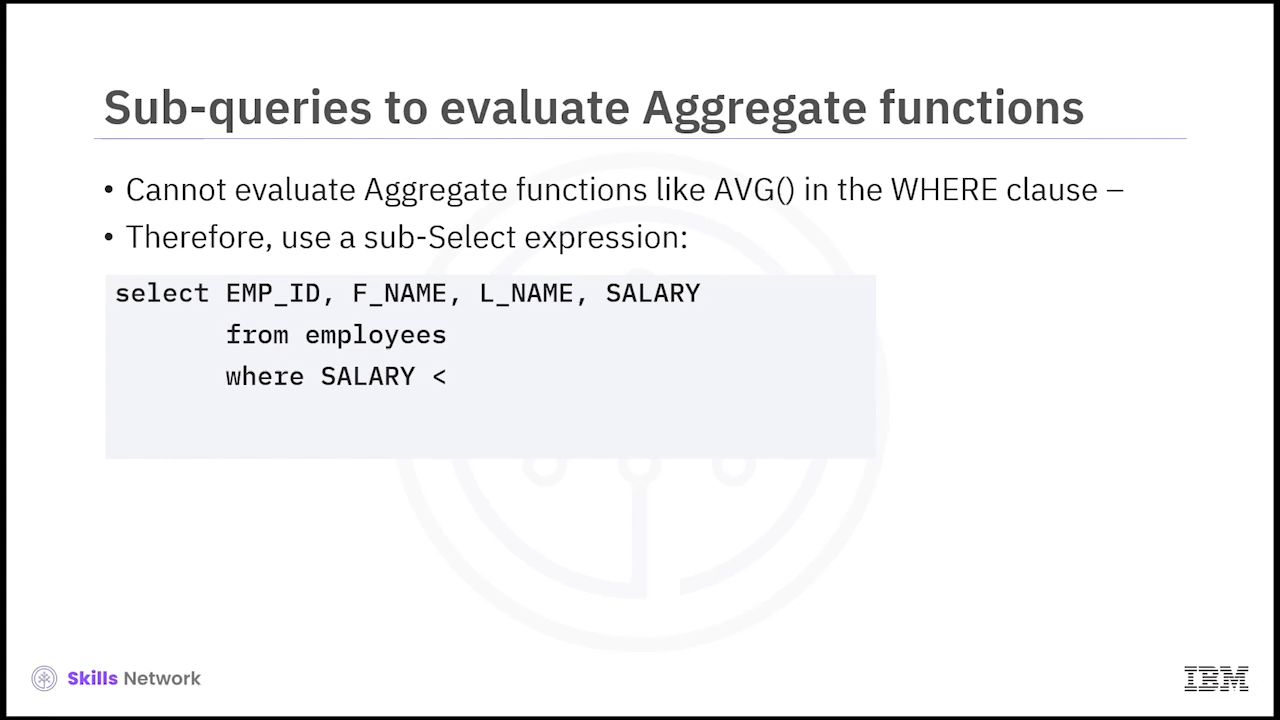 Sub-queries to evaluate Aggregate functions
• Cannot evaluate Aggregate functions like AVG() in the WHERE clause –
• Therefore, use a sub-Select expression:
select EMP_ID, F_NAME, L_NAME, SALARY
from employees
where SALARY <
Skills Network
IBM